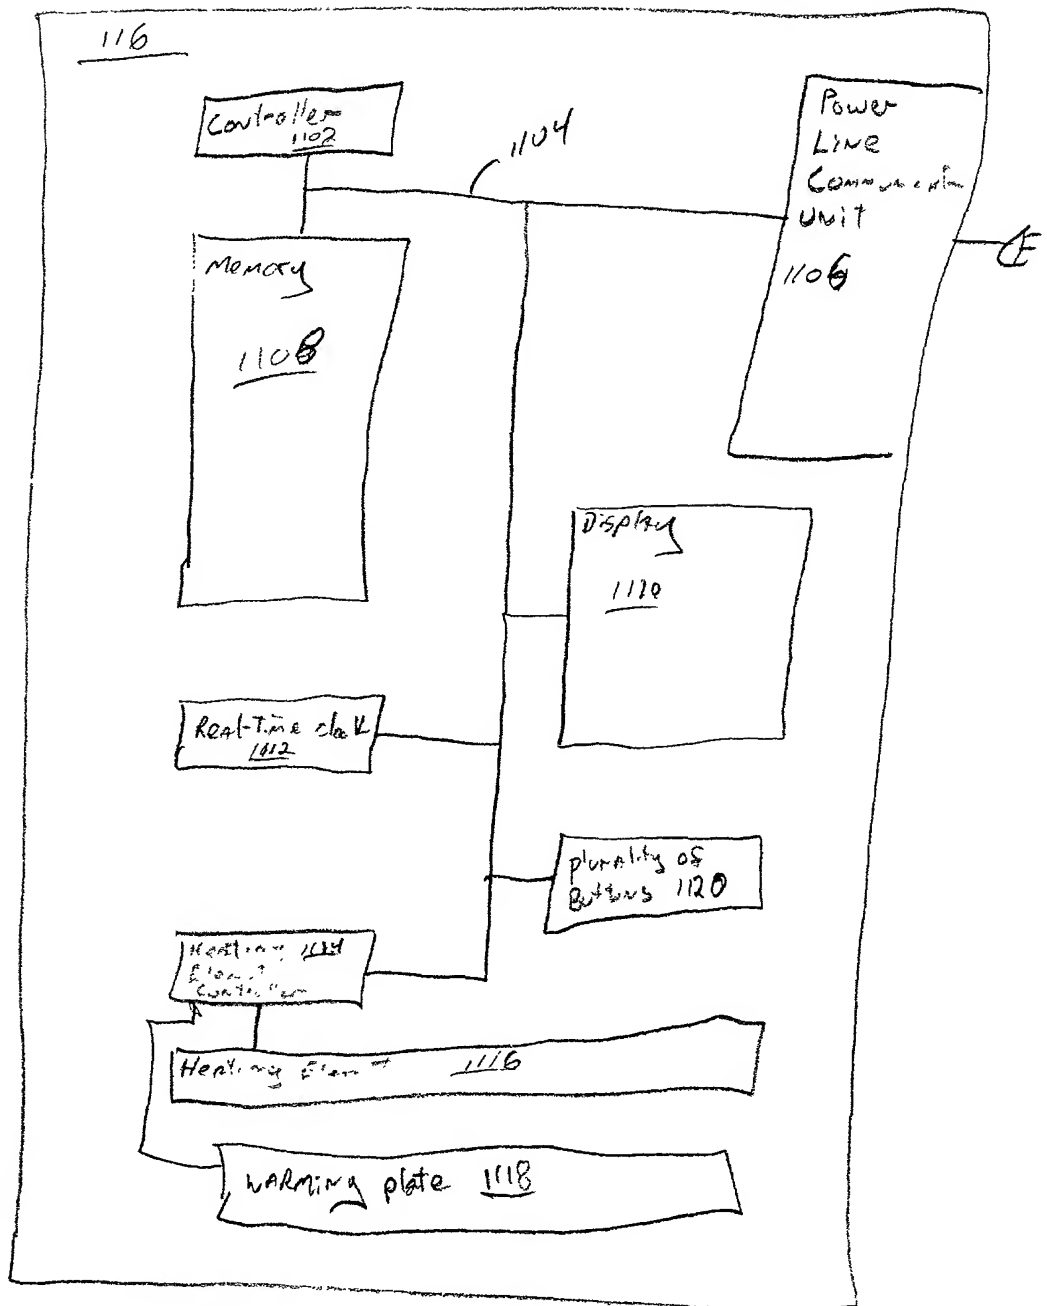 116
Controller
1102
1104
Power
Line
Communication
Unit
1106
Memory
1108
Display
1110
Real-Time clock
1112
plurality of
Buttons 1120
Heating 1114
Element
Controller
Heating Element 1116
WARMING plate 1118